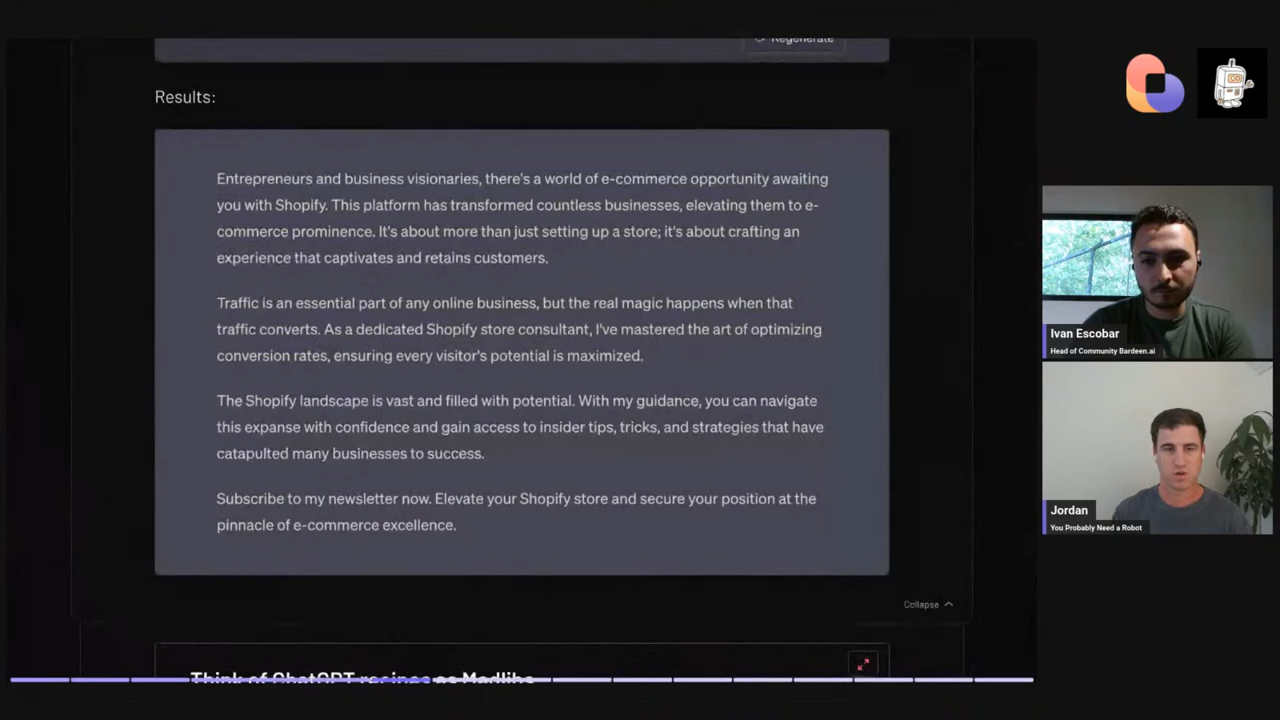 Regenerate
Results:
Entrepreneurs and business visionaries, there's a world of e-commerce opportunity awaiting
you with Shopify. This platform has transformed countless businesses, elevating them to e-
commerce prominence. It's about more than just setting up a store; it's about crafting an
experience that captivates and retains customers.
Traffic is an essential part of any online business, but the real magic happens when that
traffic converts. As a dedicated Shopify store consultant, I've mastered the art of optimizing
conversion rates, ensuring every visitor's potential is maximized.
The Shopify landscape is vast and filled with potential. With my guidance, you can navigate
this expanse with confidence and gain access to insider tips, tricks, and strategies that have
catapulted many businesses to success.
Subscribe to my newsletter now. Elevate your Shopify store and secure your position at the
pinnacle of e-commerce excellence.
Collapse
Think of ChatGPT recipes as Madlibs
Ivan Escobar
Head of Community Bardeen.ai
Jordan
You Probably Need a Robot